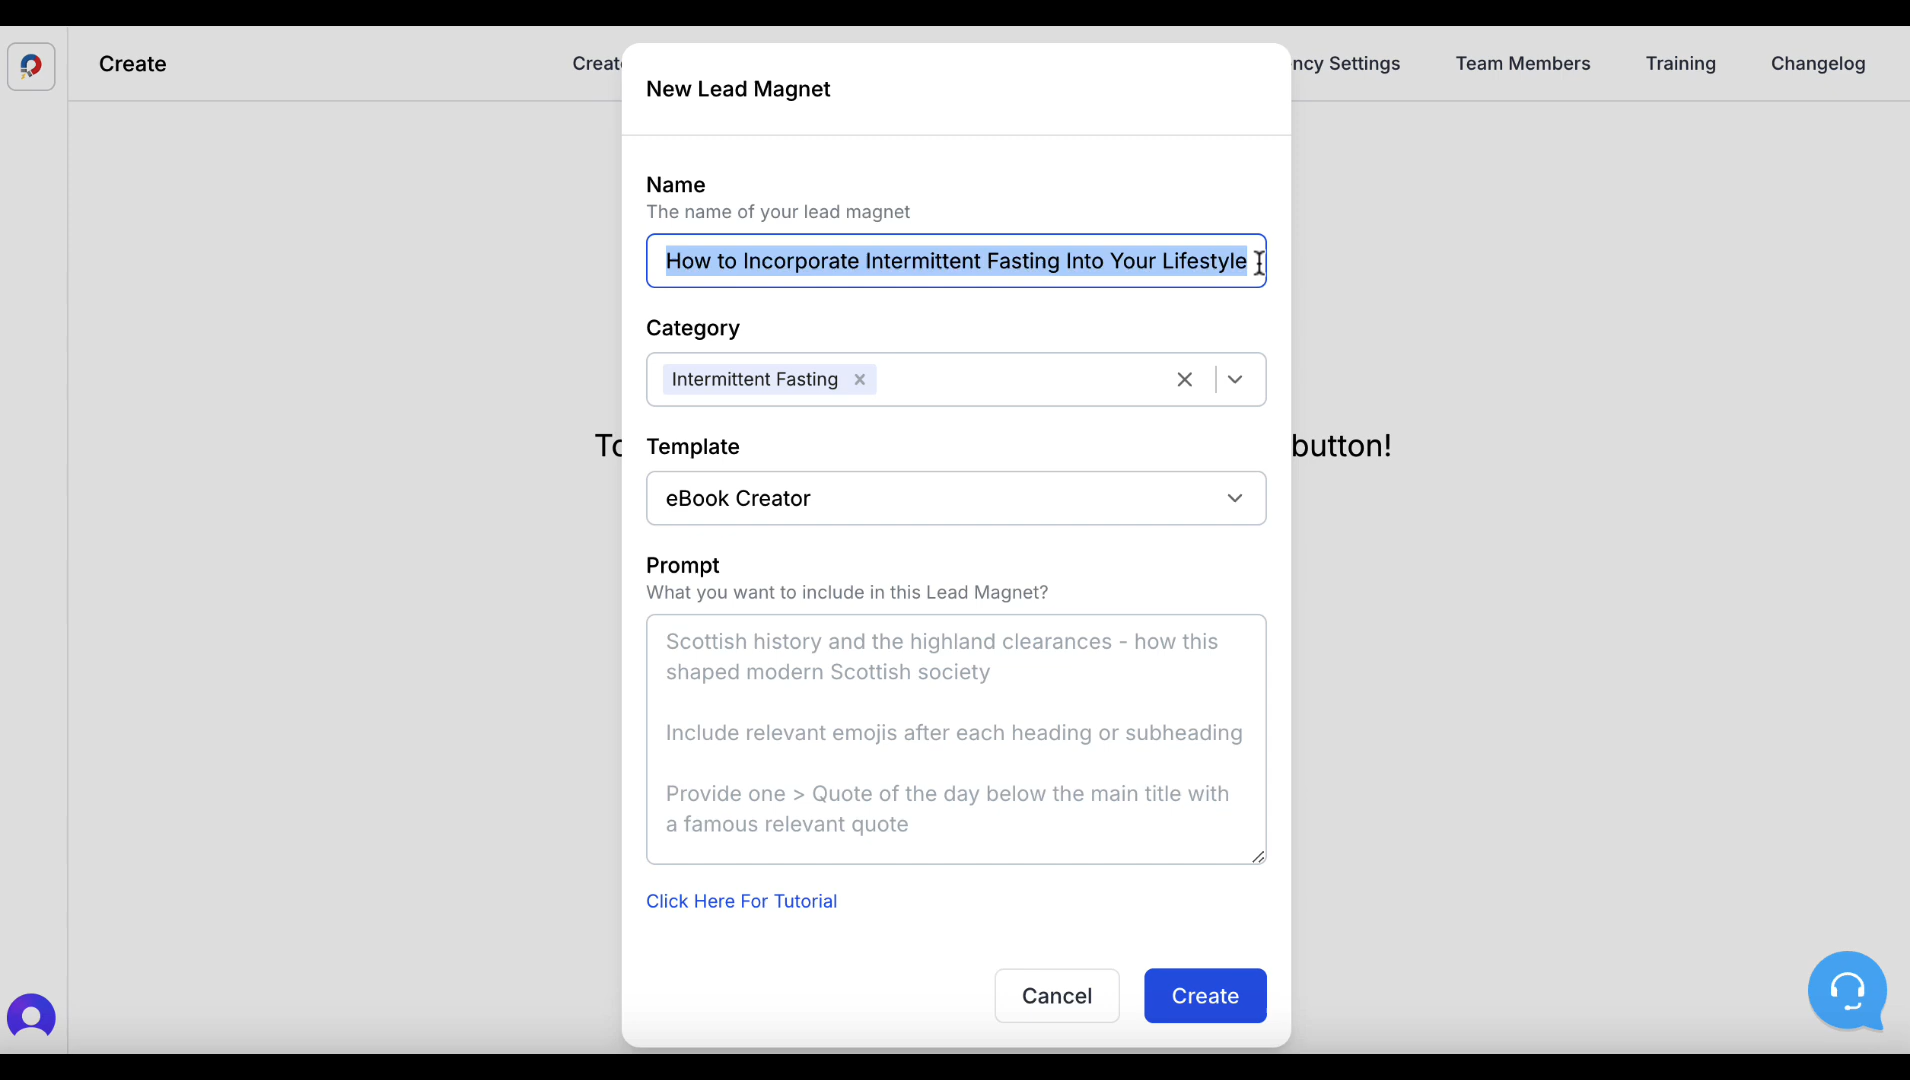 Create
Create
ncy Settings
Team Members
Training
Changelog
New Lead Magnet
Name
The name of your lead magnet
How to Incorporate Intermittent Fasting Into Your Lifestyle
Category
Intermittent Fasting
Template
eBook Creator
button!
Prompt
What you want to include in this Lead Magnet?
Scottish history and the highland clearances - how this
shaped modern Scottish society
Include relevant emojis after each heading or subheading
Provide one > Quote of the day below the main title with
a famous relevant quote
Click Here For Tutorial
Cancel
Create